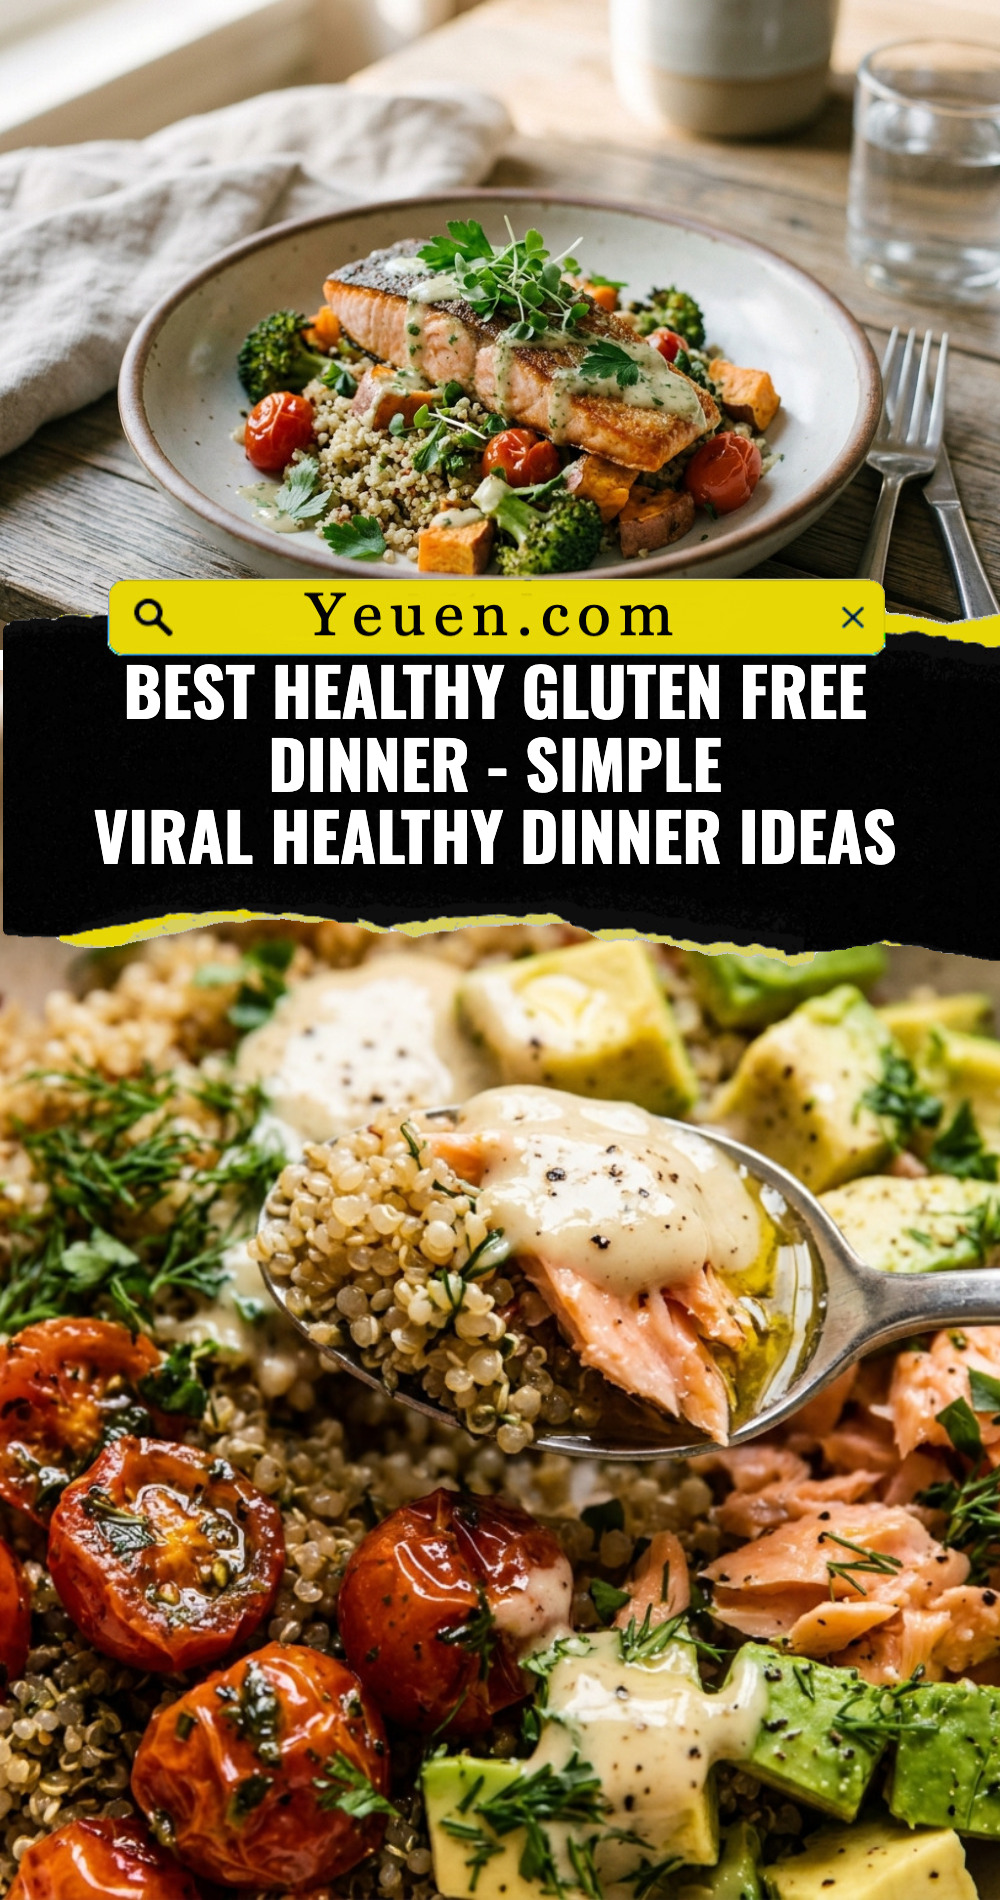 Yeuen.com
BEST HEALTHY GLUTEN FREE
DINNER - SIMPLE
VIRAL HEALTHY DINNER IDEAS